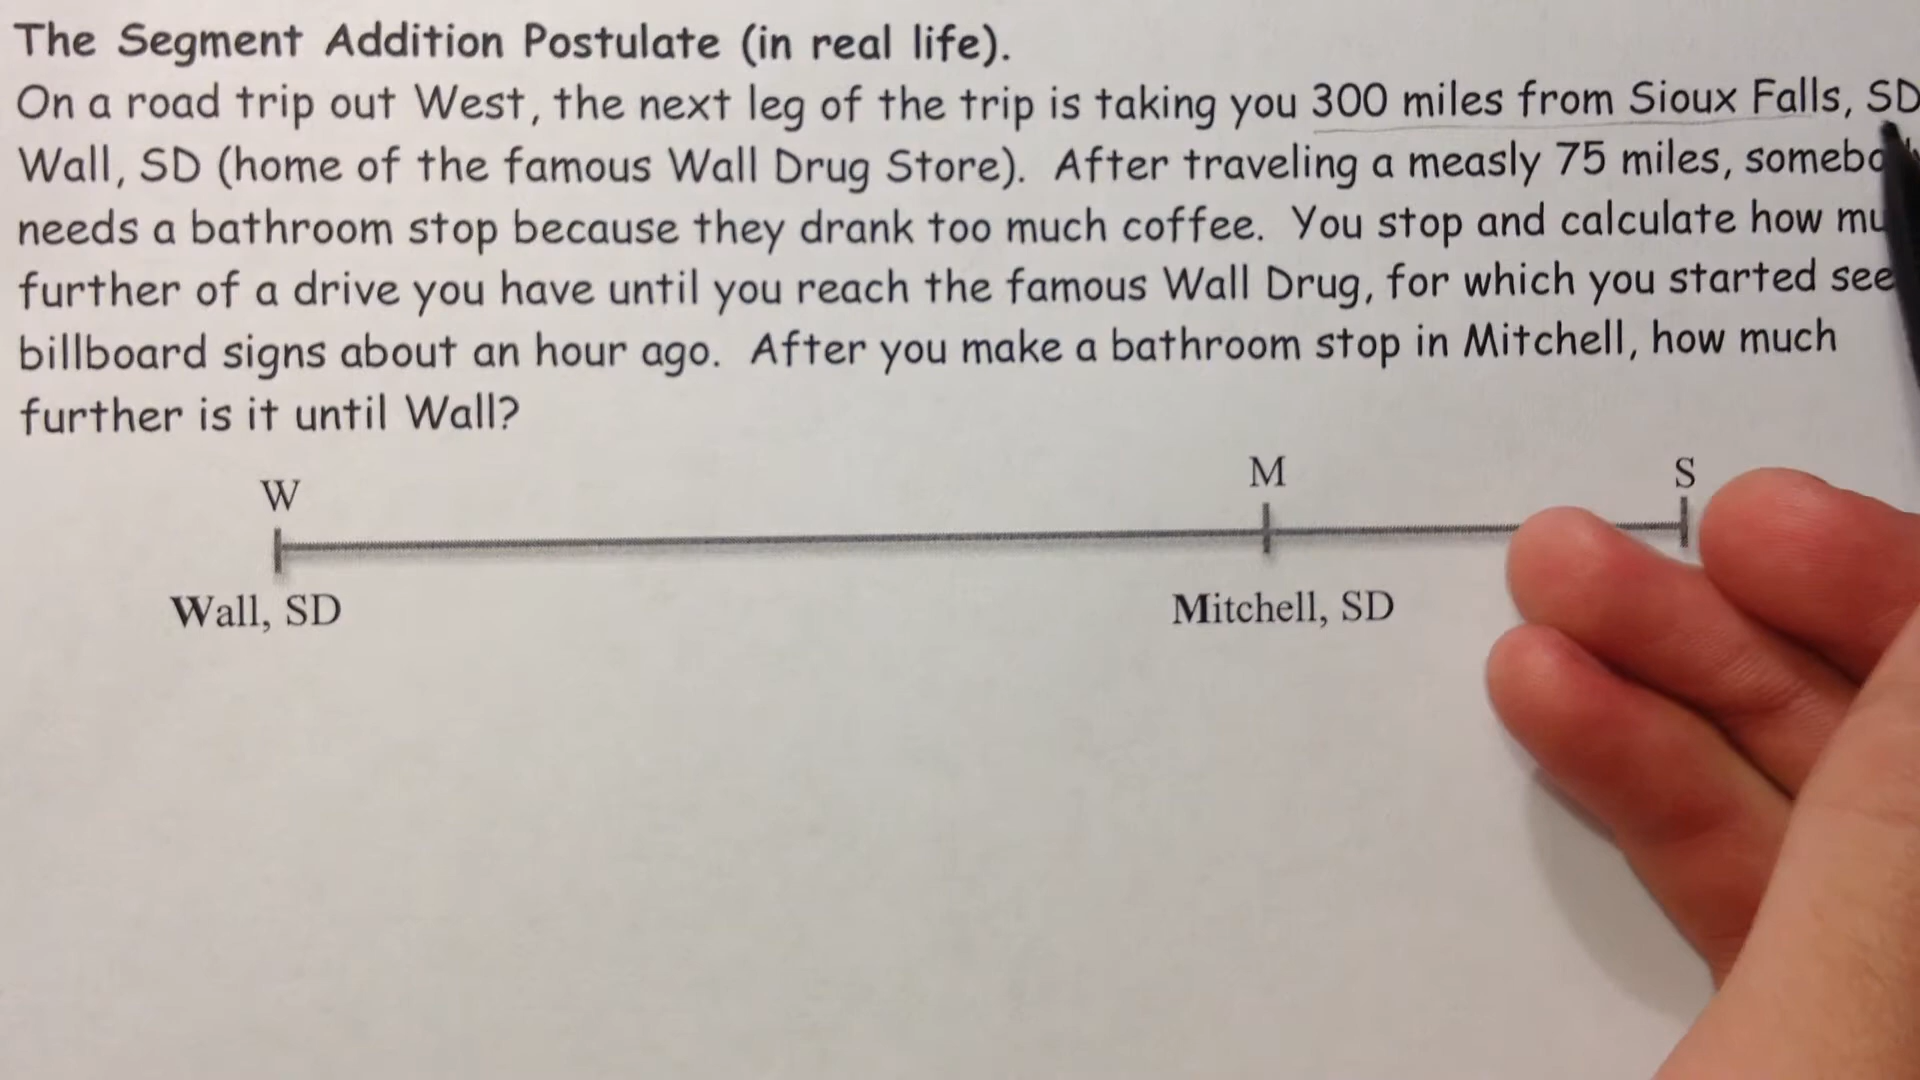 The Segment Addition Postulate (in real life).
On a road trip out West, the next leg of the trip is taking you 300 miles from Sioux Falls, SD
Wall, SD (home of the famous Wall Drug Store). After traveling a measly 75 miles,
needs a bathroom stop because they drank too much coffee. You stop and calculate how
further of a drive you have until you reach the famous Wall Drug, for which you started
billboard signs about an hour ago. After you make a bathroom stop in Mitchell, how much
further is it until Wall?
W M S
Wall, SD Mitchell, SD